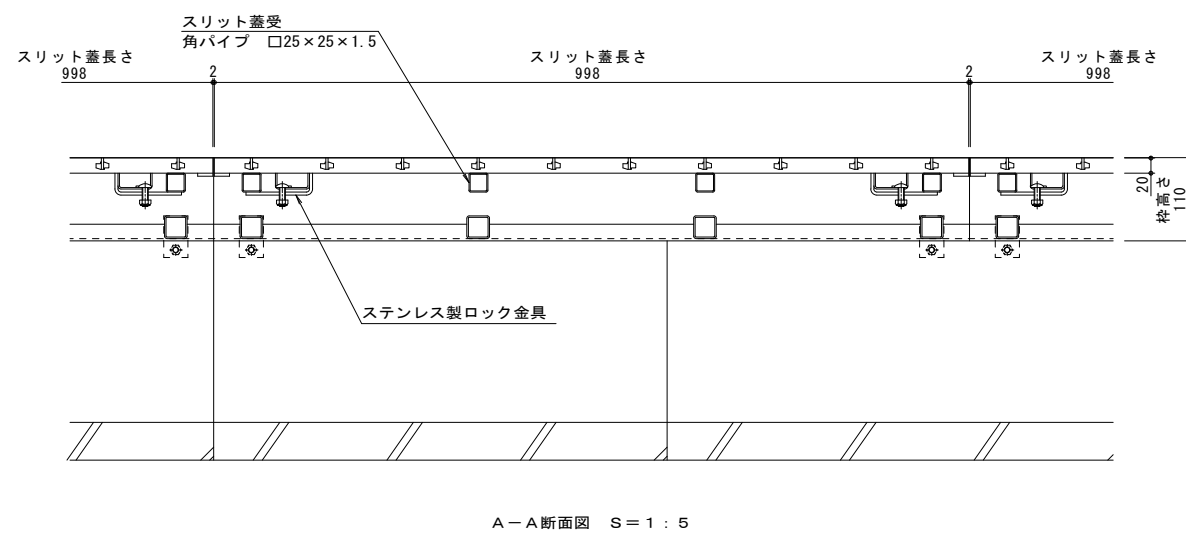 スリット蓋受
角パイプ □25×25×1.5
スリット蓋長さ
998
2
スリット蓋長さ
998
2
スリット蓋長さ
998
20
枠高さ
110
ステンレス製ロック金具
A－A断面図 S＝1：5